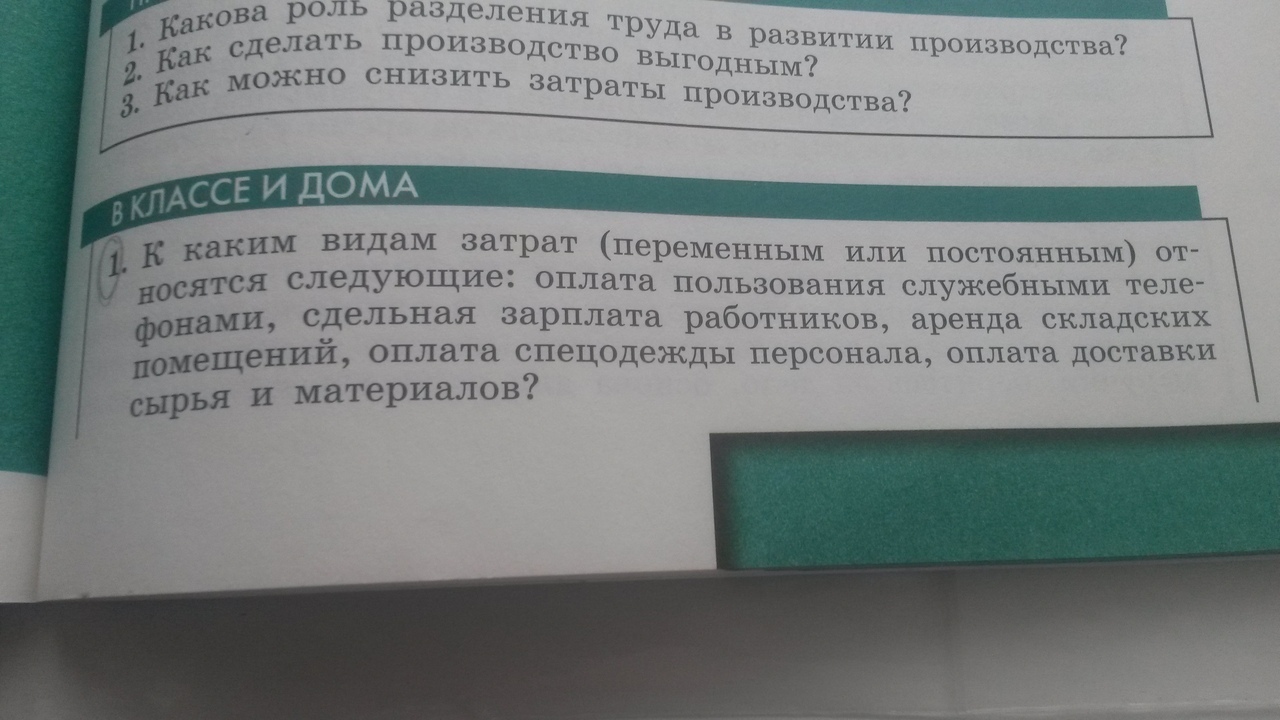 1. Какова роль разделения труда в развитии производства?
2. Как сделать производство выгодным?
3. Как можно снизить затраты производства?
В КЛАССЕ И ДОМА
1. К каким видам затрат (переменным или постоянным) от-
носятся следующие: оплата пользования служебными теле-
фонами, сдельная зарплата работников, аренда складских
помещений, оплата спецодежды персонала, оплата доставки
сырья и материалов?